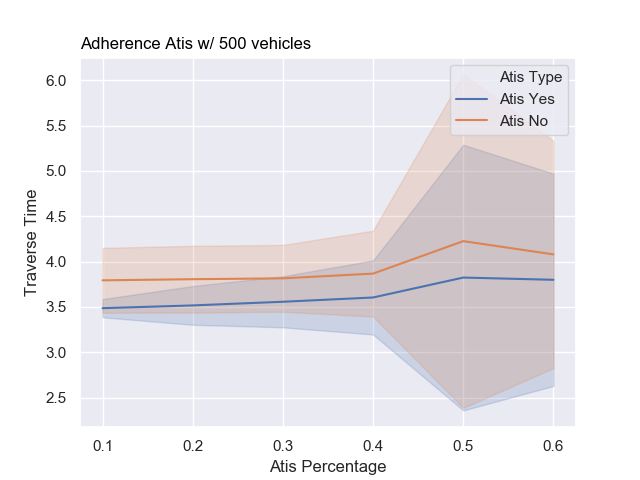 Adherence Atis w/ 500 vehicles
Atis Type
Atis Yes
Atis No
Traverse Time
6.0
5.5
5.0
4.5
4.0
3.5
3.0
2.5
0.1 0.2 0.3 0.4 0.5 0.6
Atis Percentage